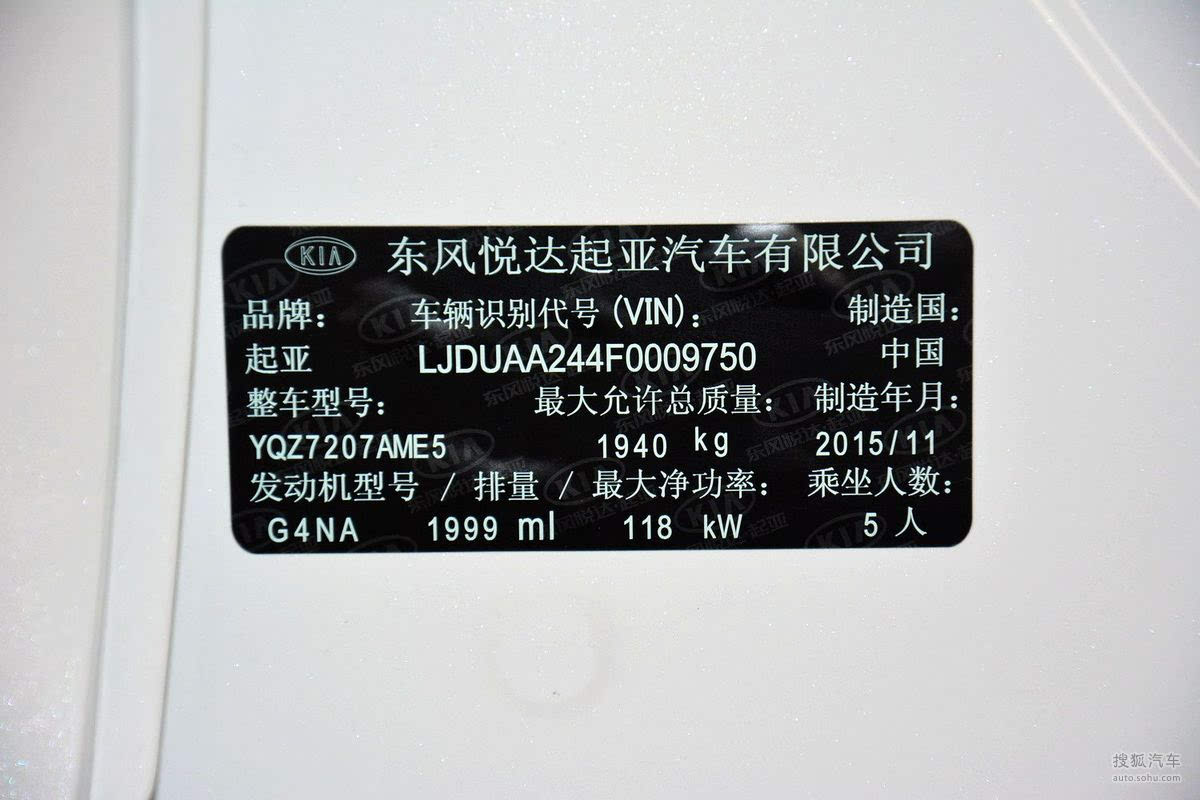 KIA 东风悦达起亚汽车有限公司
品牌： 车辆识别代号(VIN)： 制造国：
起亚 LJDUAA244F0009750 中国
整车型号： 最大允许总质量： 制造年月：
YQZ7207AME5 1940 kg 2015/11
发动机型号 / 排量 / 最大净功率： 乘坐人数：
G4NA 1999 ml 118 kW 5 人
搜狐汽车
auto.sohu.com